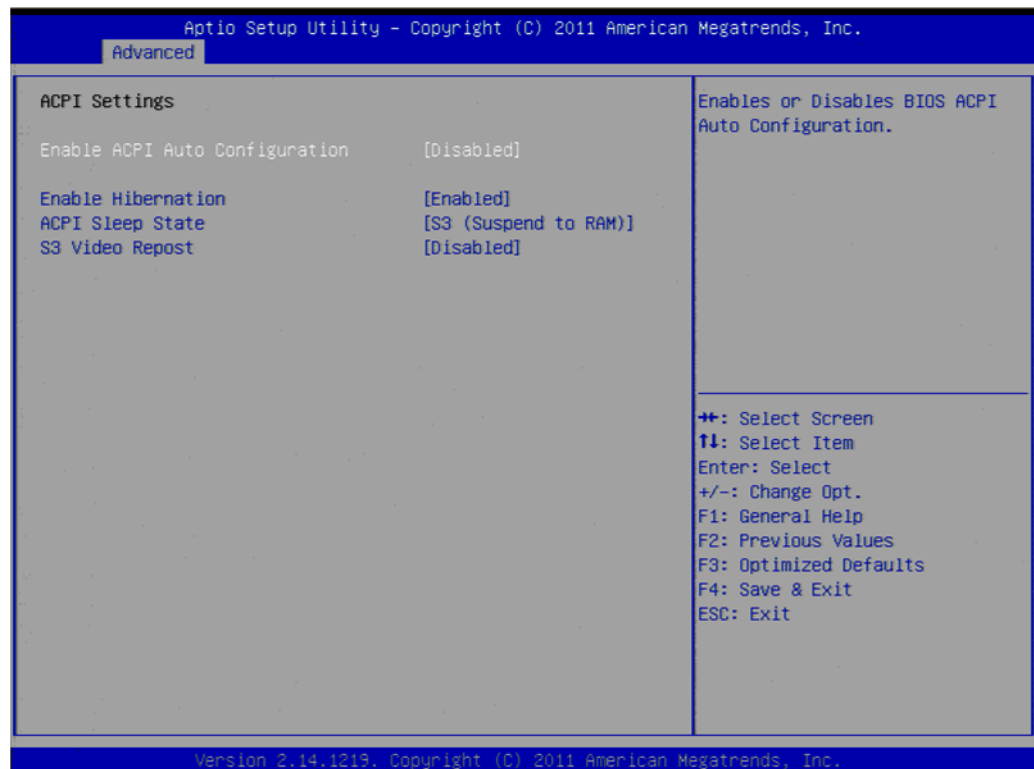 Aptio Setup Utility – Copyright (C) 2011 American Megatrends, Inc.
Advanced
ACPI Settings
Enable ACPI Auto Configuration [Disabled]
Enable Hibernation [Enabled]
ACPI Sleep State [S3 (Suspend to RAM)]
S3 Video Repost [Disabled]
Enables or Disables BIOS ACPI
Auto Configuration.
→←: Select Screen
↑↓: Select Item
Enter: Select
+/-: Change Opt.
F1: General Help
F2: Previous Values
F3: Optimized Defaults
F4: Save & Exit
ESC: Exit
Version 2.14.1219. Copyright (C) 2011 American Megatrends, Inc.